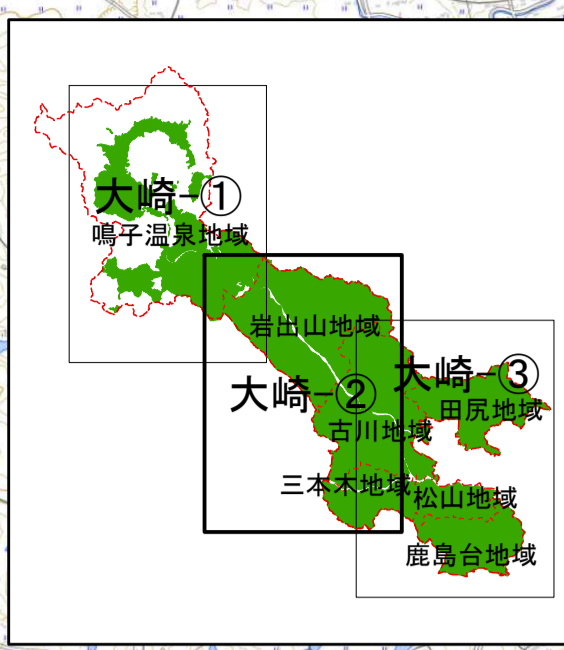 大崎-①
鳴子温泉地域
岩出山地域
大崎-③
大崎-②
田尻地域
古川地域
三本木地域
松山地域
鹿島台地域